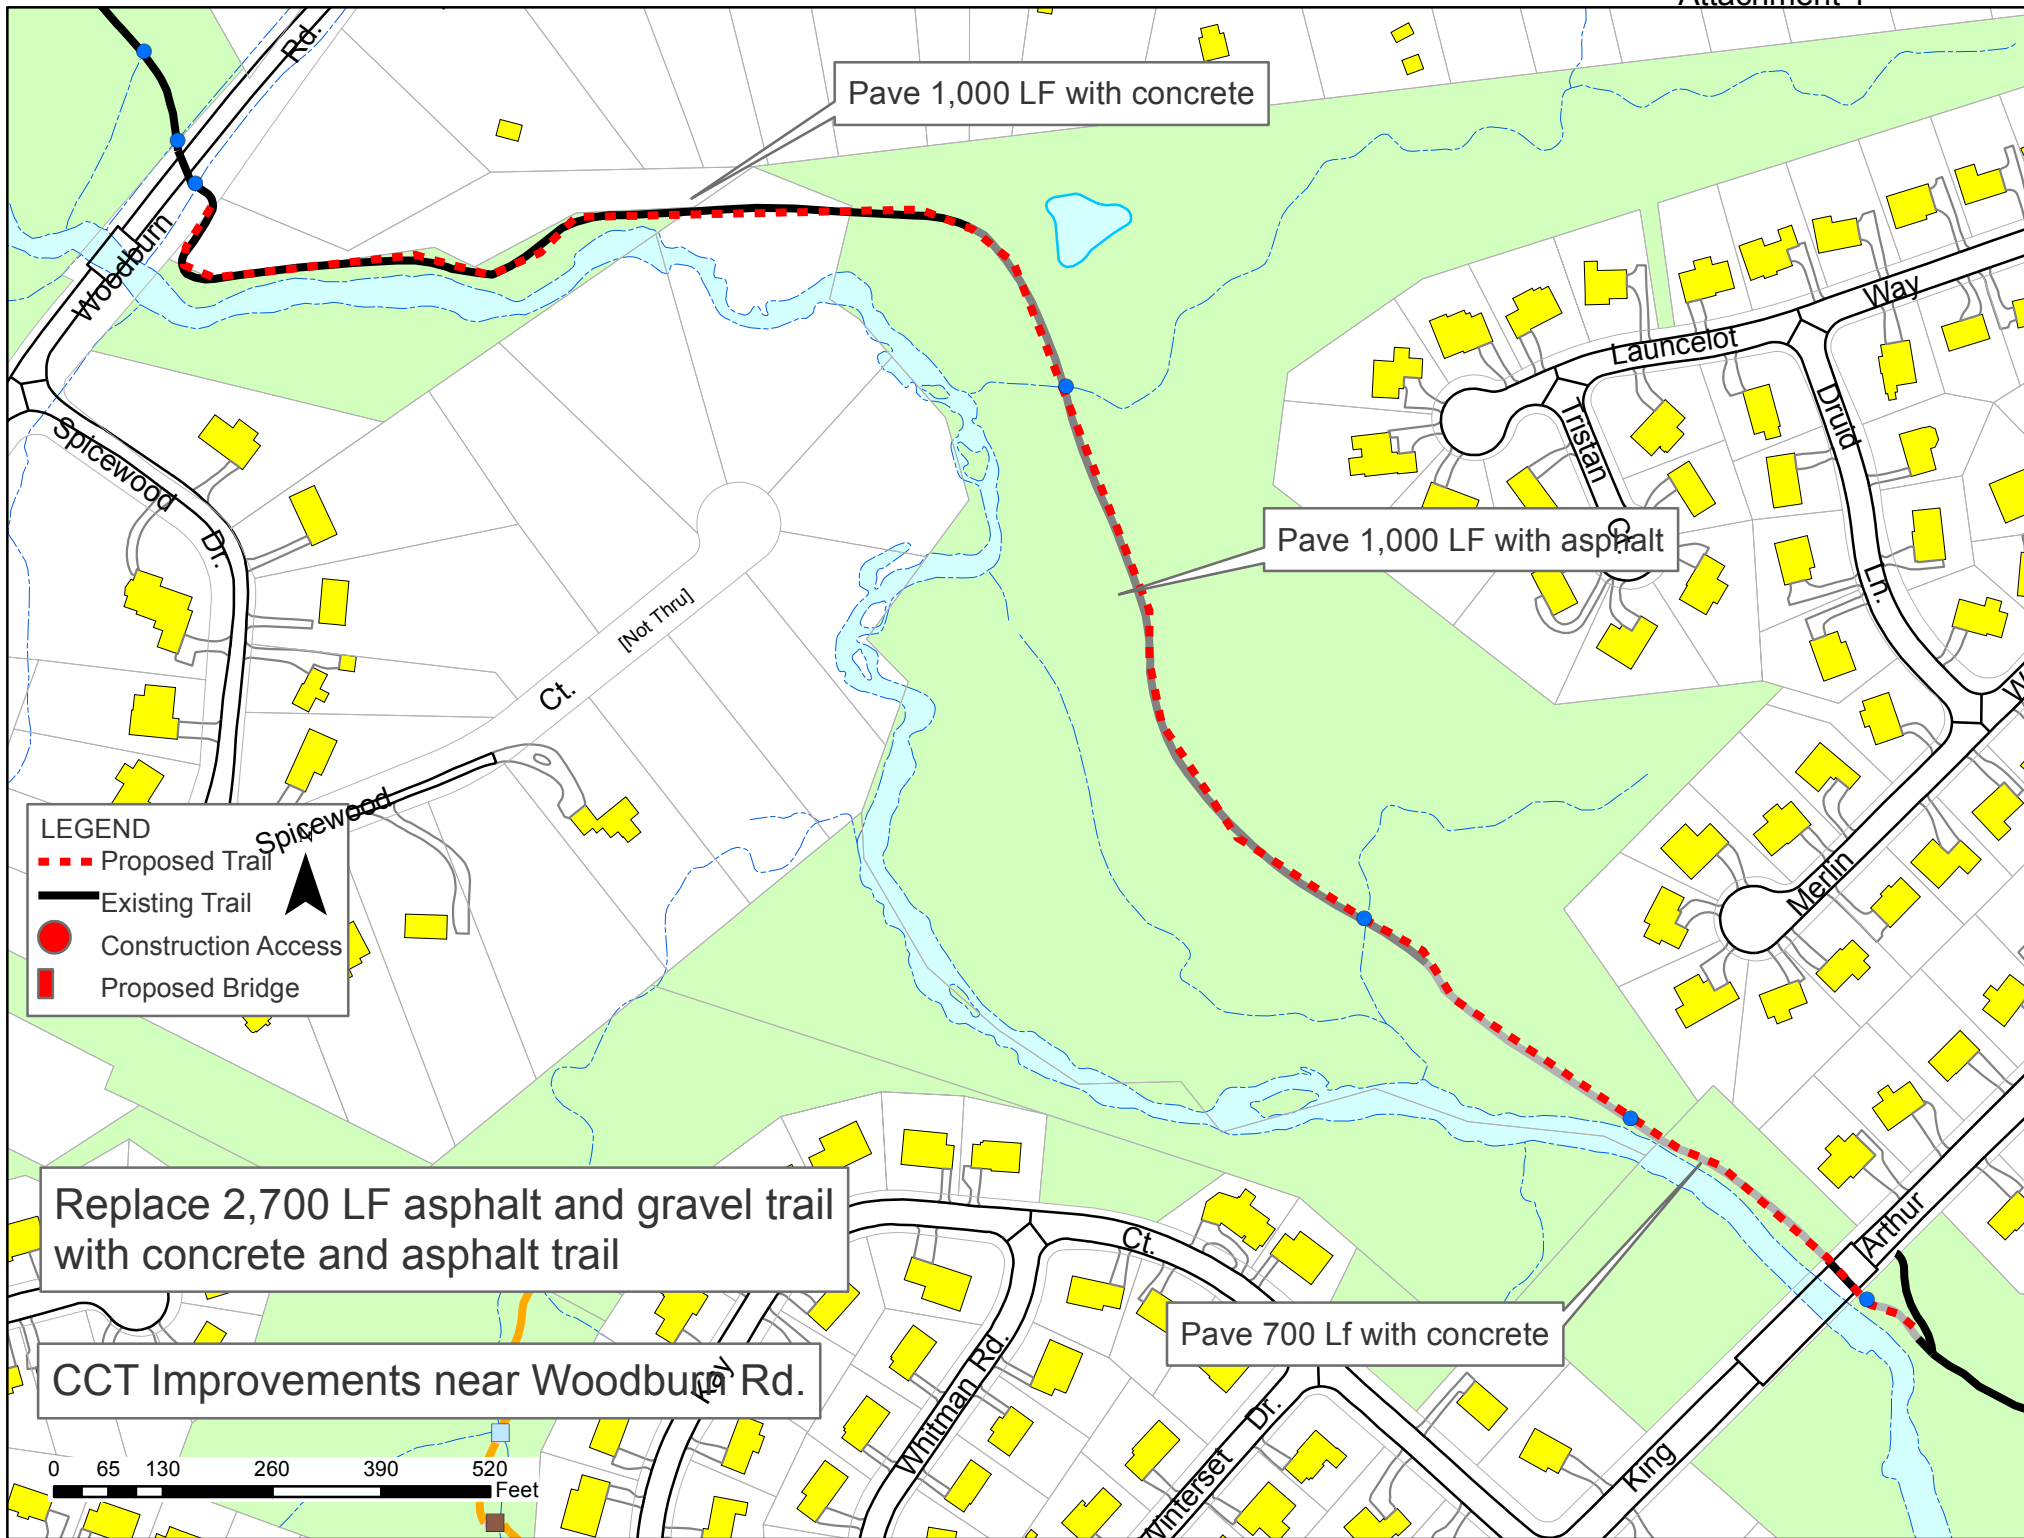 Attachment 1
Rd.
Pave 1,000 LF with concrete
Woodburn
Way
Launcelot
Tristan
Ct.
Druid
Ln.
Spicewood
Dr.
Pave 1,000 LF with asphalt
[Not Thru]
Ct.
Spicewood
LEGEND
Proposed Trail
Existing Trail
Construction Access
Proposed Bridge
Merlin
Arthur
Replace 2,700 LF asphalt and gravel trail
with concrete and asphalt trail
Ct.
Pave 700 Lf with concrete
CCT Improvements near Woodburn Rd.
Kay
Whitman Rd.
Winterset Dr.
King
0 65 130 260 390 520
Feet